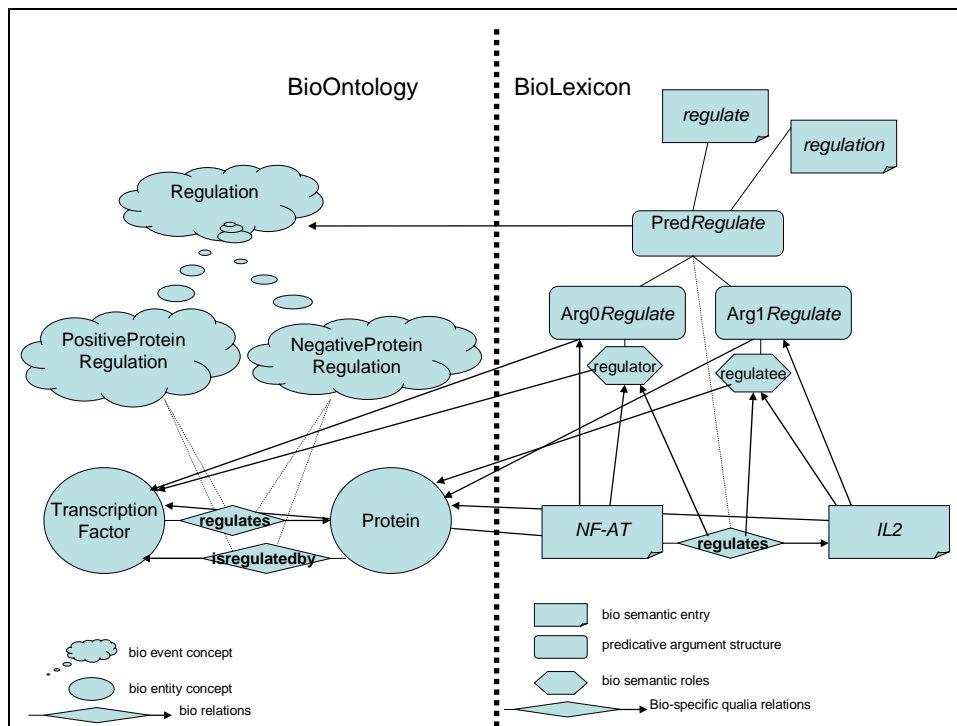 BioOntology
BioLexicon
regulate
regulation
Regulation
PredRegulate
Arg0Regulate
Arg1Regulate
PositiveProtein
Regulation
NegativeProtein
Regulation
regulator
regulatee
Transcription
Factor
regulates
Protein
NF-AT
regulates
IL2
isregulatedby
bio event concept
bio entity concept
bio relations
bio semantic entry
predicative argument structure
bio semantic roles
Bio-specific qualia relations